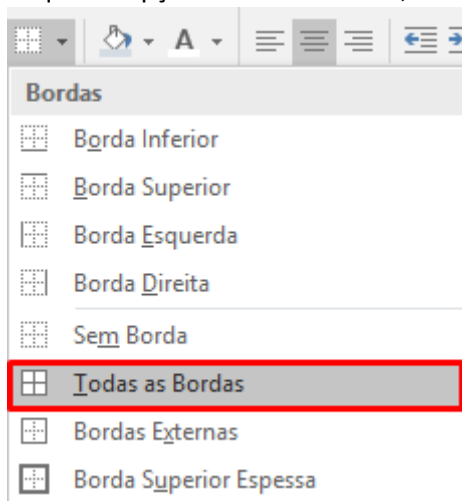 A
Bordas
Borda Inferior
Borda Superior
Borda Esquerda
Borda Direita
Sem Borda
Todas as Bordas
Bordas Externas
Borda Superior Espessa